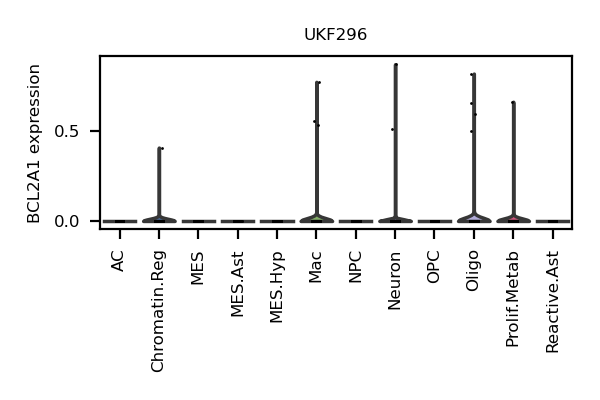 UKF296
BCL2A1 expression
0.5
0.0
AC
Chromatin.Reg
MES
MES.Ast
MES.Hyp
Mac
NPC
Neuron
OPC
Oligo
Prolif.Metab
Reactive.Ast